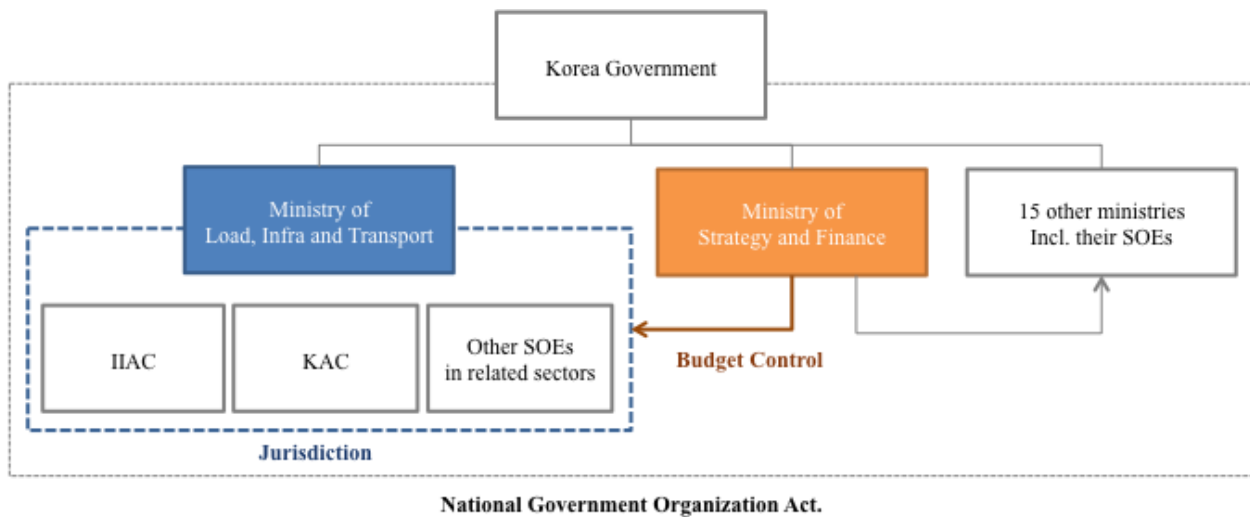 Korea Government
Ministry of
Load, Infra and Transport
Ministry of
Strategy and Finance
15 other ministries
Incl. their SOEs
IIAC
KAC
Other SOEs
in related sectors
Budget Control
Jurisdiction
National Government Organization Act.